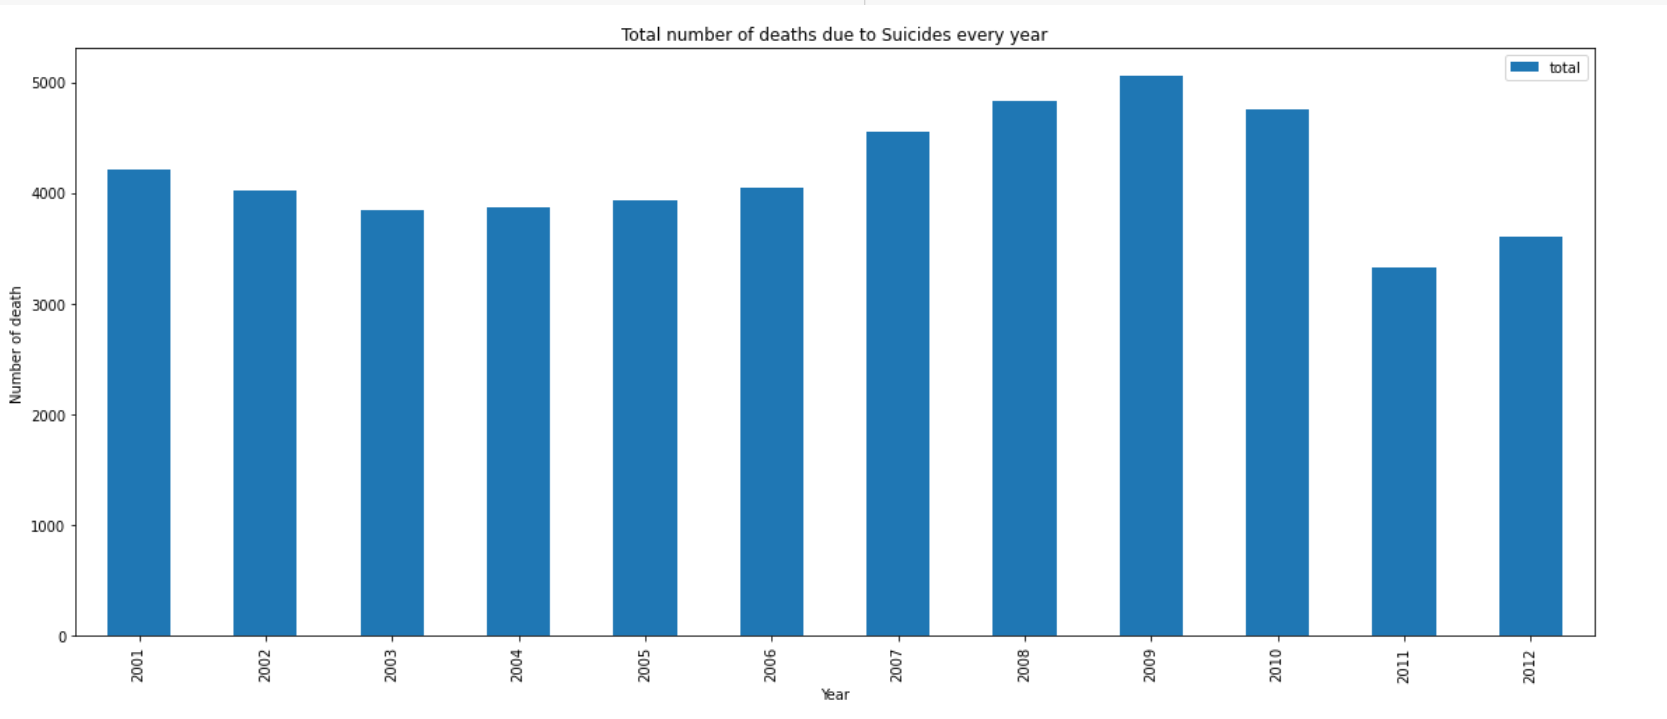 Total number of deaths due to Suicides every year
total
5000
4000
3000
2000
1000
0
Number of death
2001 2002 2003 2004 2005 2006 2007 2008 2009 2010 2011 2012
Year